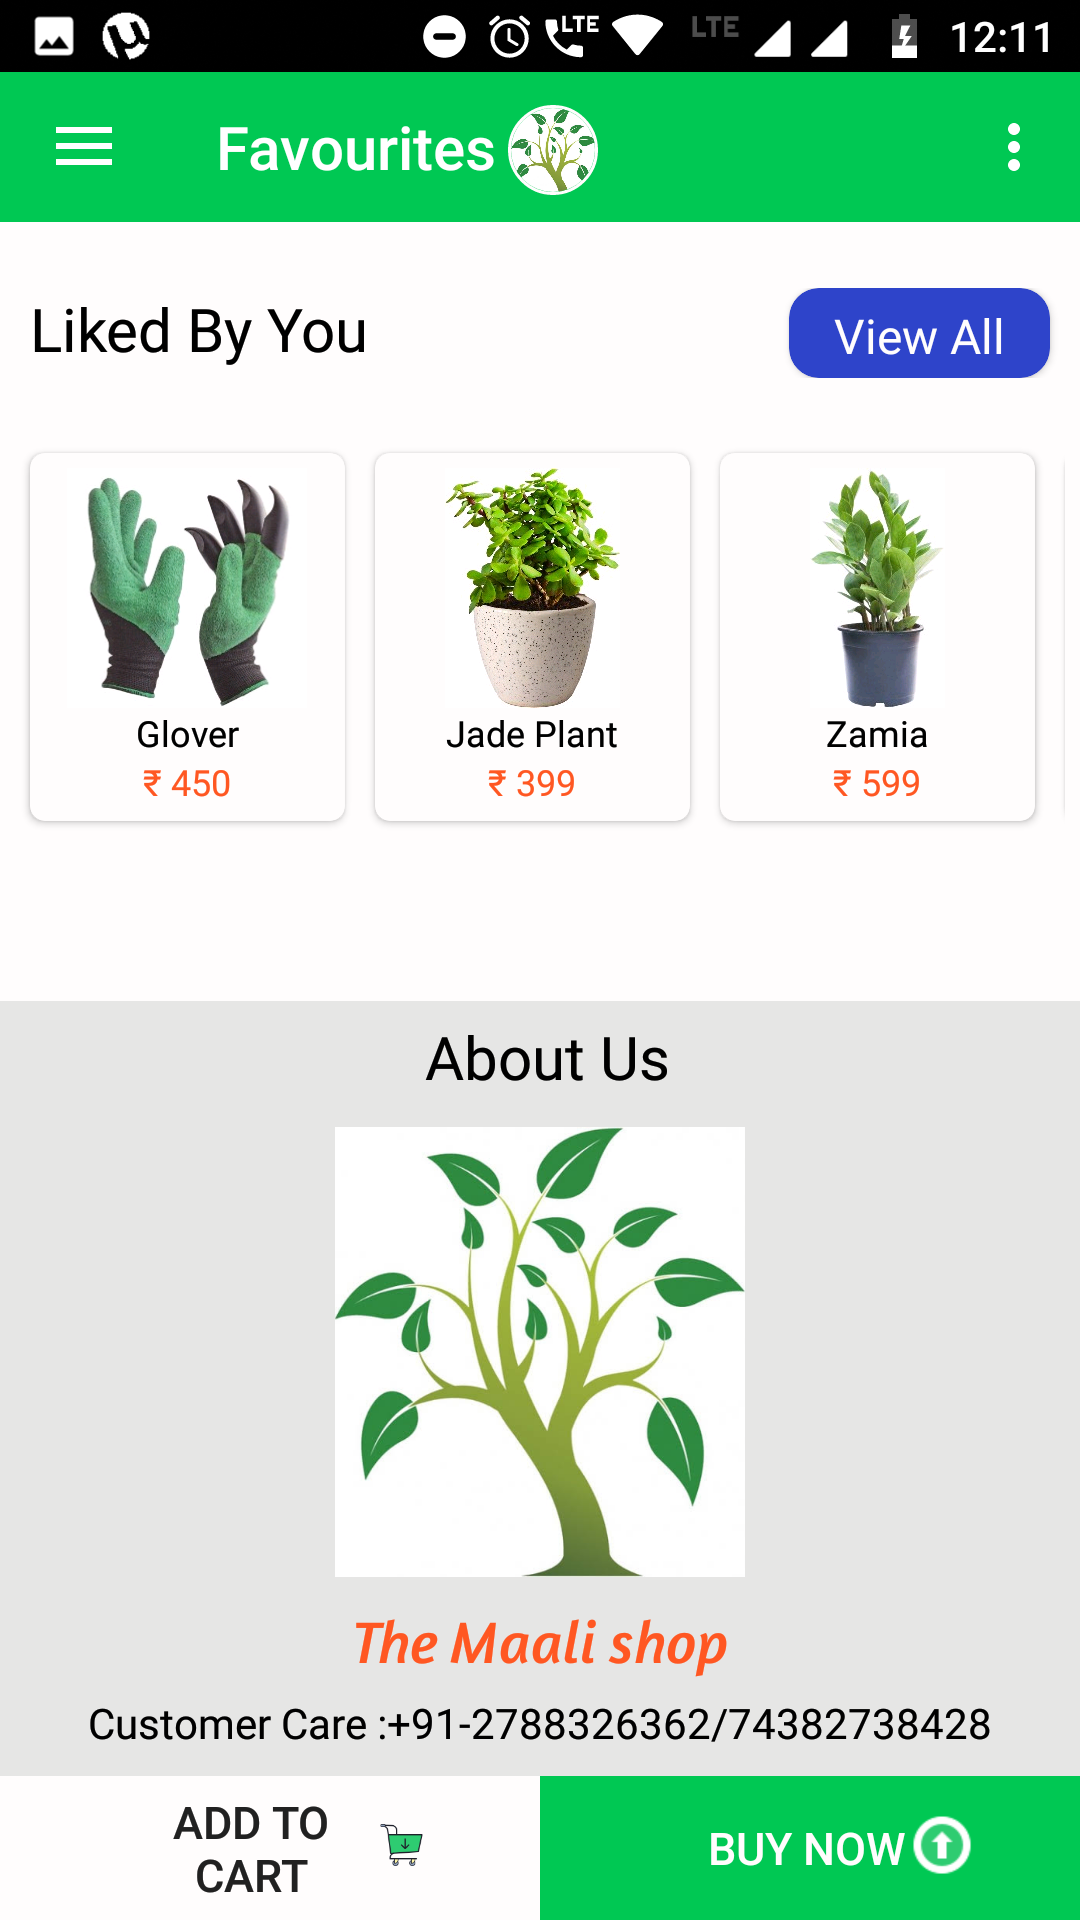 LTE LTE 12:11
Favourites
Liked By You View All
Glover Jade Plant Zamia
₹ 450 ₹ 399 ₹ 599
About Us
The Maali shop
Customer Care :+91-2788326362/74382738428
ADD TO
CART
BUY NOW